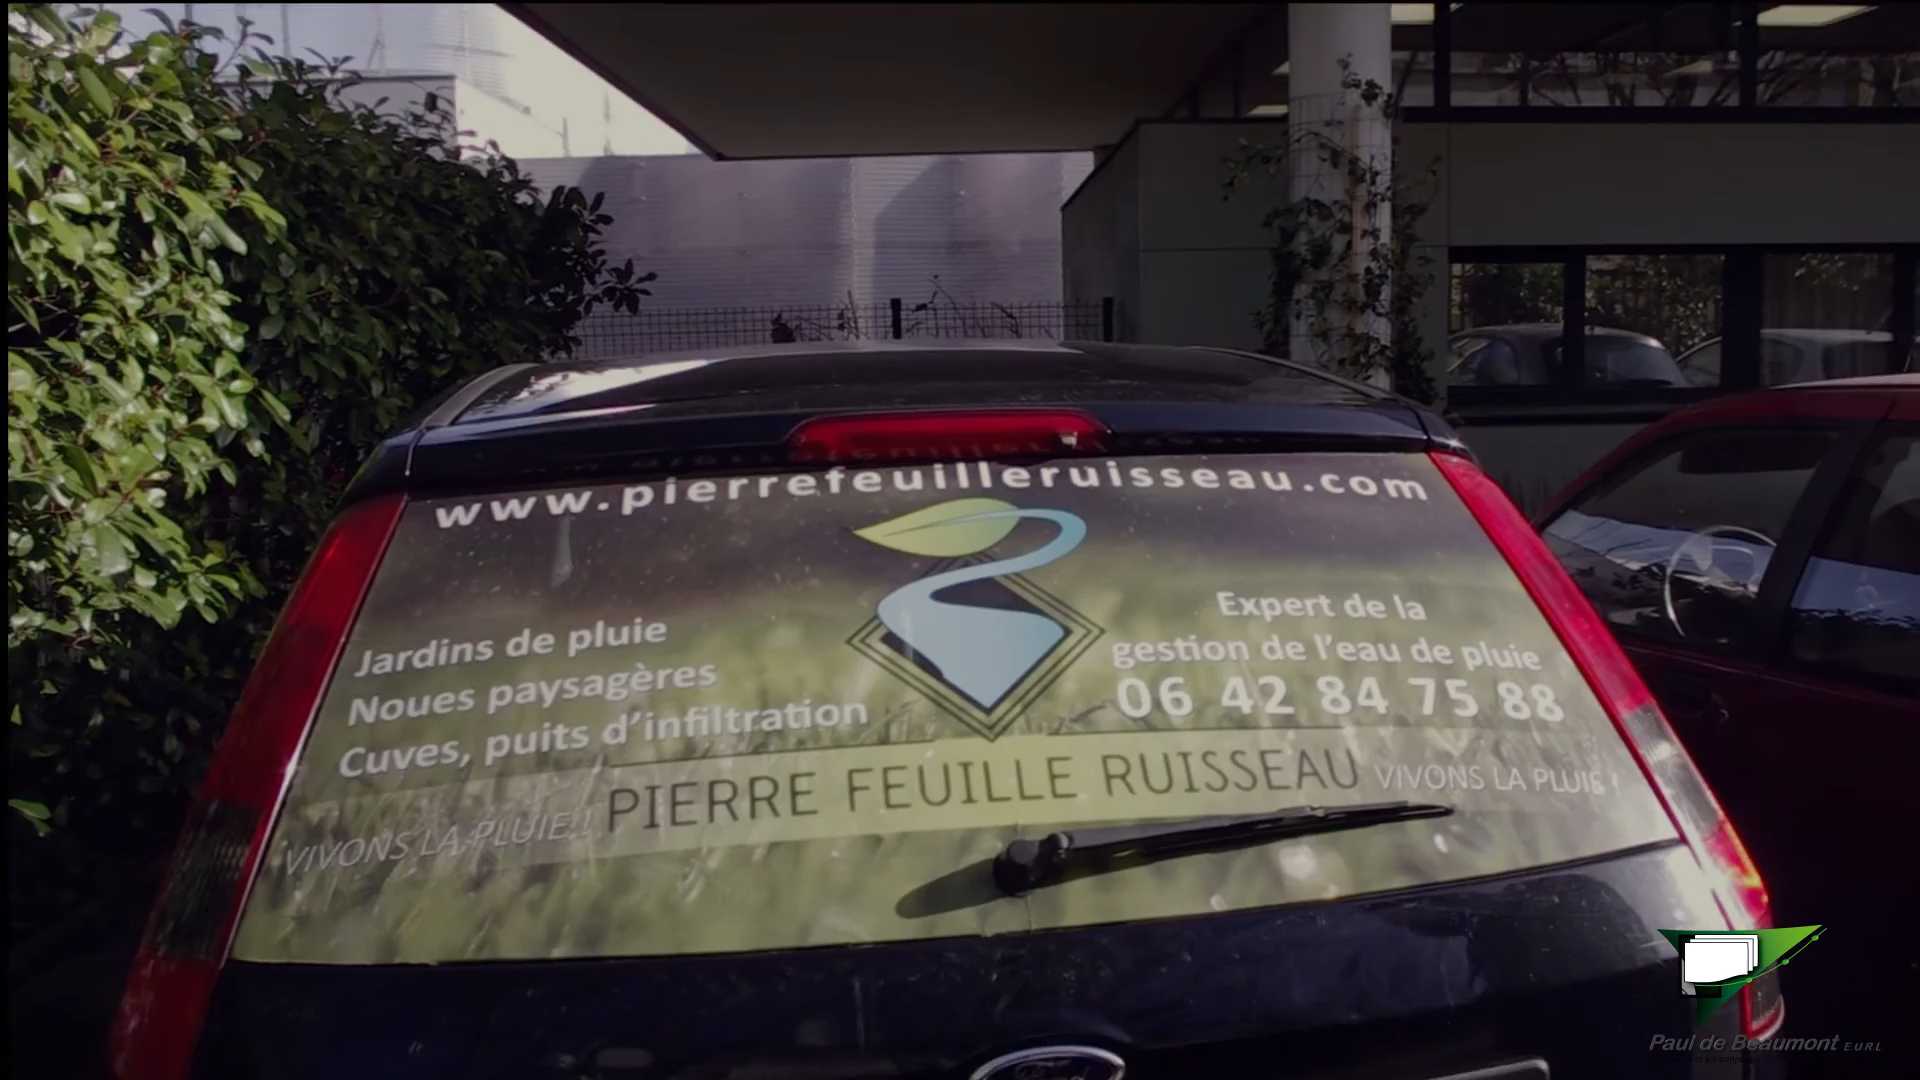 www.pierrefeuilleruisseau.com
Jardins de pluie
Noues paysagères
Cuves, puits d'infiltration
Expert de la
gestion de l'eau de pluie
06 42 84 75 88
VIVONS LA PLUIE ! PIERRE FEUILLE RUISSEAU VIVONS LA PLUIE !
Ford
Paul de Beaumont EURL